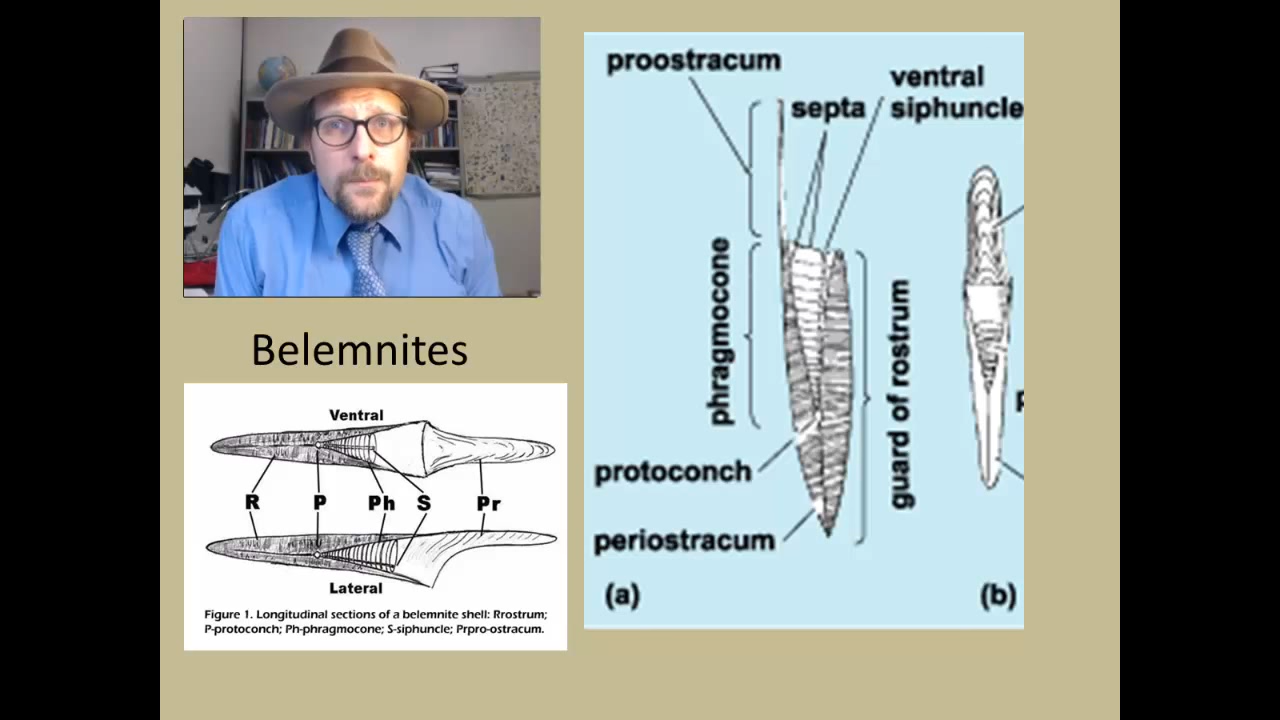 Belemnites
Ventral
R P Ph S Pr
Lateral
Figure 1. Longitudinal sections of a belemnite shell: Rrostrum;
P-protoconch; Ph-phragmocone; S-siphuncle; Prpro-ostracum.
proostracum
ventral
siphuncle
septa
phragmocone
guard of rostrum
protoconch
periostracum
(a)
(b)